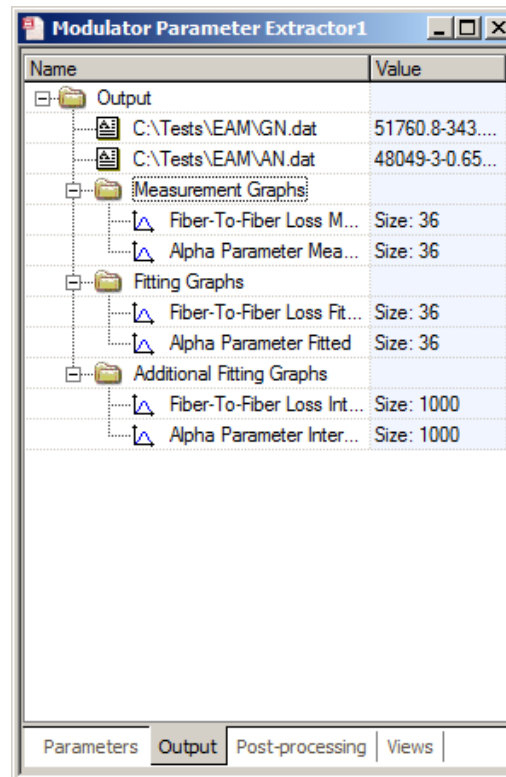 Modulator Parameter Extractor1
Name Value
Output
C:\Tests\EAM\GN.dat 51760.8-343....
C:\Tests\EAM\AN.dat 48049-3-0.65...
Measurement Graphs
Fiber-To-Fiber Loss M... Size: 36
Alpha Parameter Mea... Size: 36
Fitting Graphs
Fiber-To-Fiber Loss Fit... Size: 36
Alpha Parameter Fitted Size: 36
Additional Fitting Graphs
Fiber-To-Fiber Loss Int... Size: 1000
Alpha Parameter Inter... Size: 1000
Parameters Output Post-processing Views